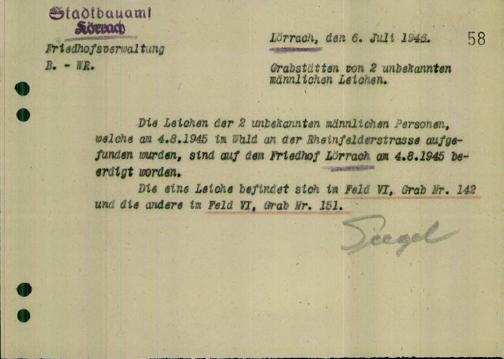 Stadtbauamt
Lörrach
Friedhofsverwaltung
B. - WR.
Lörrach, den 6. Juli 1946.
58
Grabstätten von 2 unbekannten
männlichen Leichen.
Die Leichen der 2 unbekannten männlichen Personen,
welche am 4.8.1945 im Wald an der Rheinfelderstrasse aufge-
funden wurden, sind auf dem Friedhof Lörrach am 4.8.1945 be-
erdigt worden.
Die eine Leiche befindet sich im Feld VI, Grab Nr. 142
und die andere im Feld VI, Grab Nr. 151.